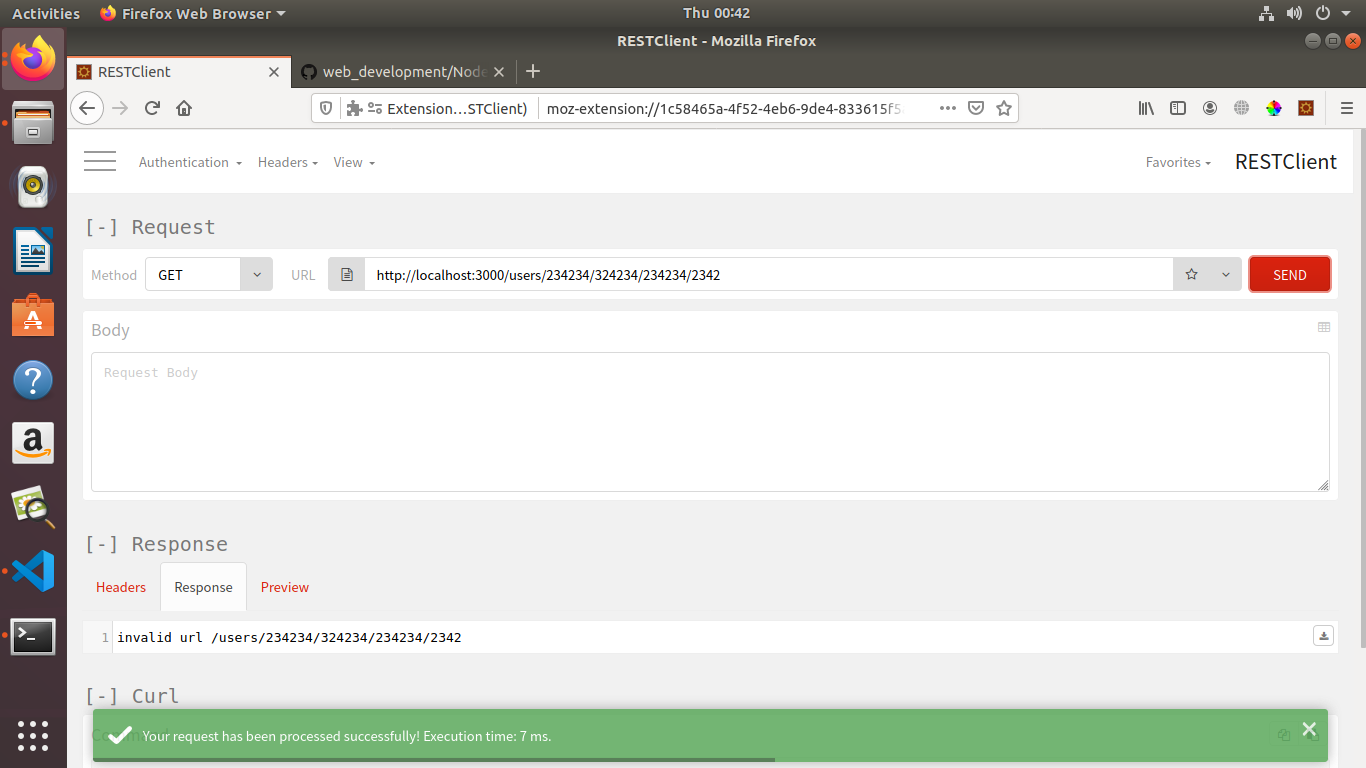 Activities Firefox Web Browser Thu 00:42
RESTClient - Mozilla Firefox
RESTClient web_development/Node
Extension...STClient) moz-extension://1c58465a-4f52-4eb6-9de4-833615f5
Authentication Headers View Favorites RESTClient
[-] Request
Method GET URL http://localhost:3000/users/234234/324234/234234/2342 SEND
Body
Request Body
[-] Response
Headers Response Preview
1 invalid url /users/234234/324234/234234/2342
[-] Curl
Your request has been processed successfully! Execution time: 7 ms.